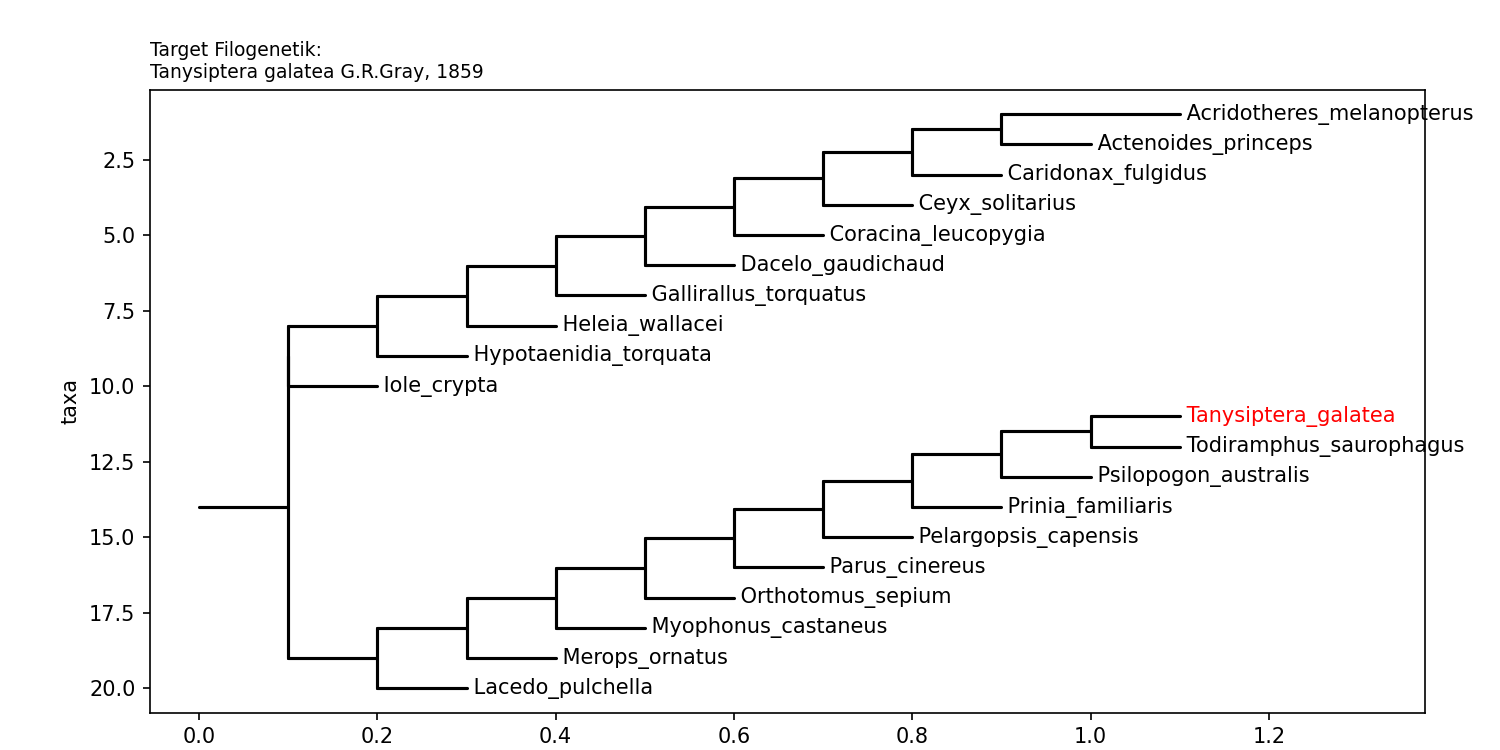 Target Filogenetik:
Tanysiptera galatea G.R.Gray, 1859
Acridotheres_melanopterus
Actenoides_princeps
2.5
Caridonax_fulgidus
Ceyx_solitarius
5.0
Coracina_leucopygia
Dacelo_gaudichaud
Gallirallus_torquatus
7.5
Heleia_wallacei
Hypotaenidia_torquata
10.0
Iole_crypta
taxa
Tanysiptera_galatea
Todiramphus_saurophagus
12.5
Psilopogon_australis
Prinia_familiaris
15.0
Pelargopsis_capensis
Parus_cinereus
Orthotomus_sepium
17.5
Myophonus_castaneus
Merops_ornatus
20.0
Lacedo_pulchella
0.0 0.2 0.4 0.6 0.8 1.0 1.2